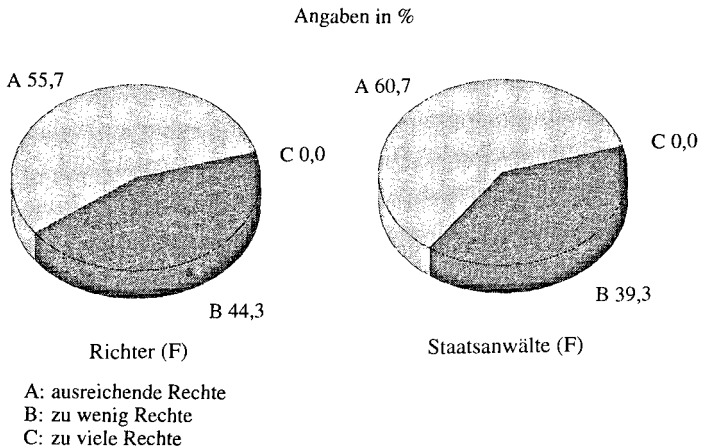 Angaben in %
A 55,7
C 0,0
B 44,3
Richter (F)
A 60,7
C 0,0
B 39,3
Staatsanwälte (F)
A: ausreichende Rechte
B: zu wenig Rechte
C: zu viele Rechte